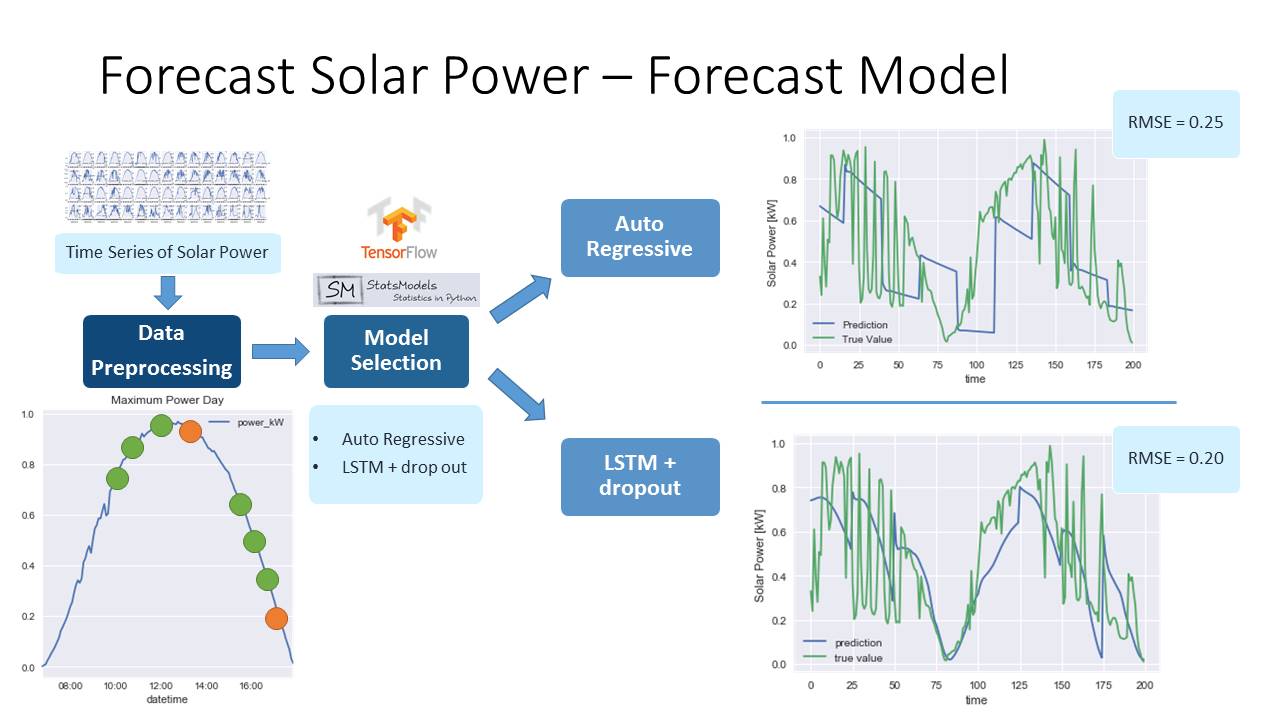 Forecast Solar Power – Forecast Model
Time Series of Solar Power
Data
Preprocessing
Maximum Power Day
power_kW
1.0
0.8
0.6
0.4
0.2
0.0
08:00
10:00
12:00
14:00
16:00
datetime
TensorFlow
SM
StatsModels
Statistics in Python
Model
Selection
• Auto Regressive
• LSTM + drop out
Auto
Regressive
LSTM +
dropout
RMSE = 0.25
Solar Power [kW]
1.0
0.8
0.6
0.4
0.2
0.0
Prediction
True Value
0
25
50
75
100
125
150
175
200
time
RMSE = 0.20
Solar Power [kW]
1.0
0.8
0.6
0.4
0.2
0.0
prediction
true value
0
25
50
75
100
125
150
175
200
time